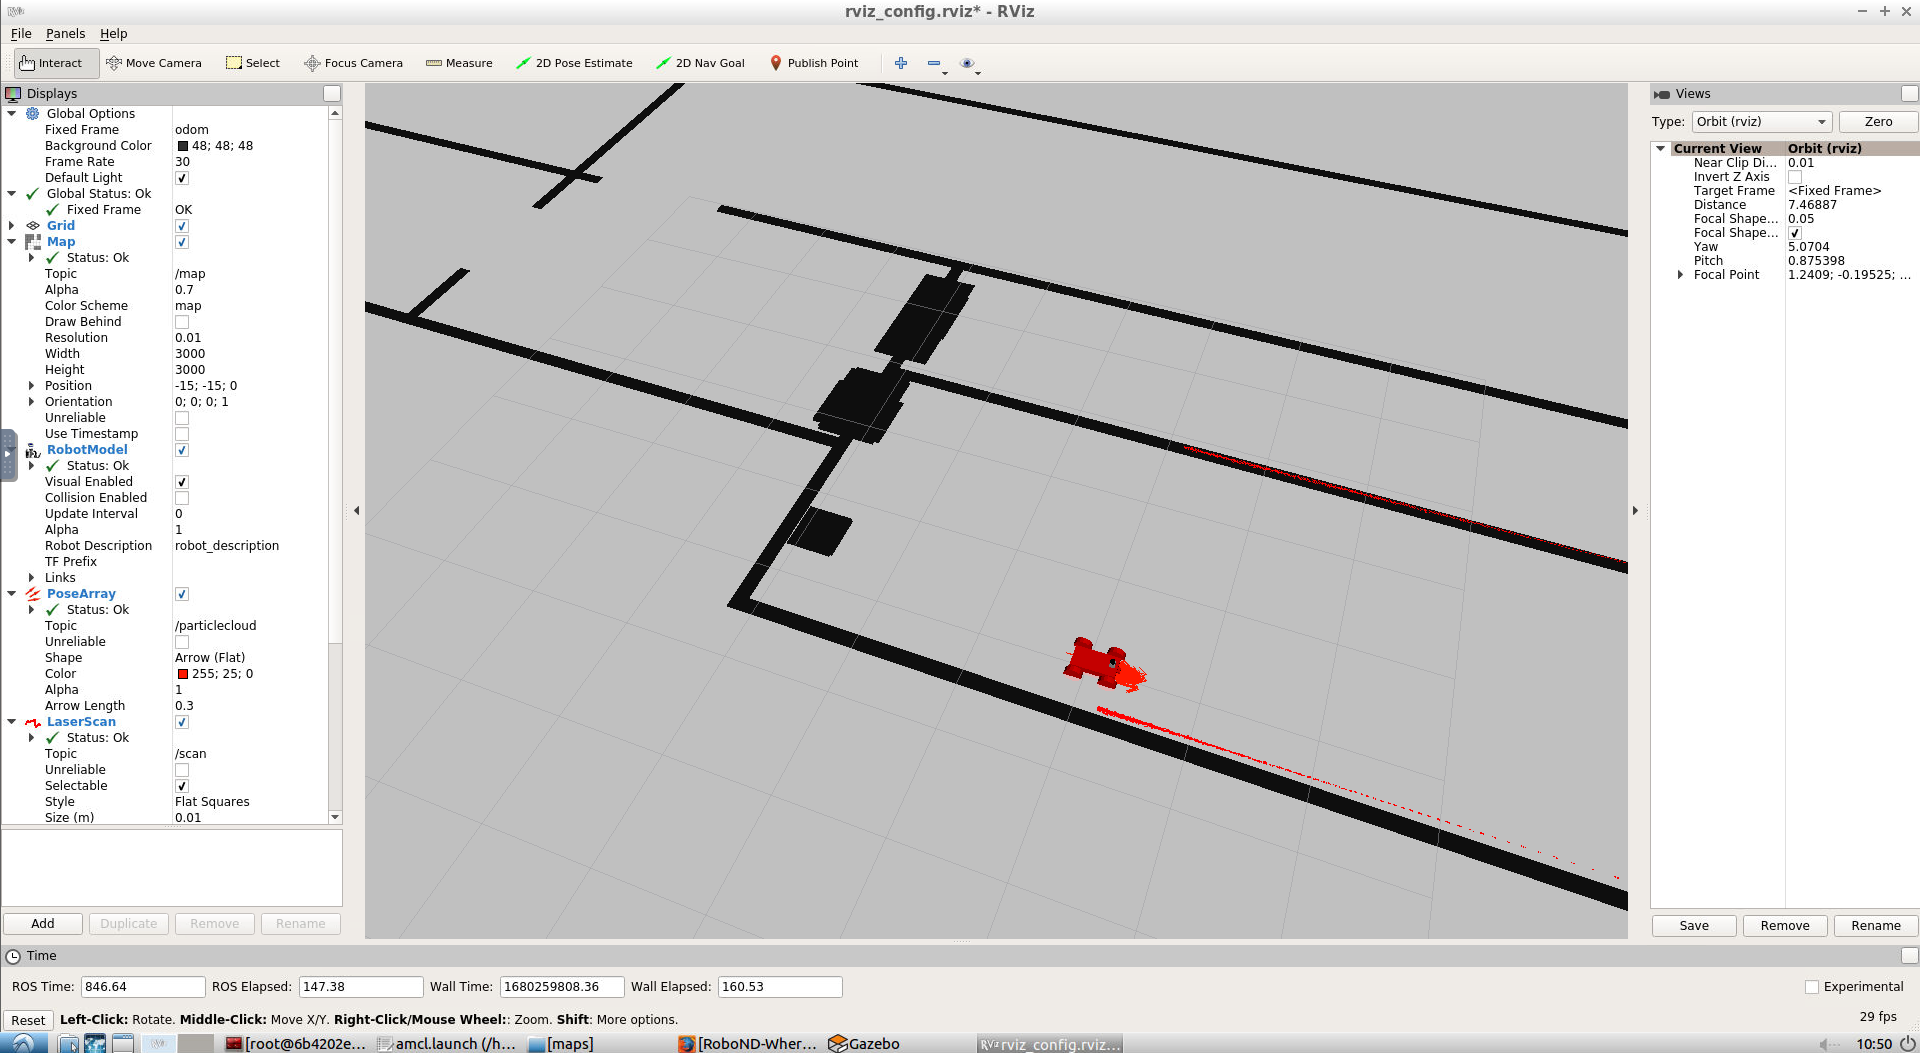 rviz_config.rviz* - RViz
File Panels Help
Interact Move Camera Select Focus Camera Measure 2D Pose Estimate 2D Nav Goal Publish Point
Displays
Global Options
Fixed Frame odom
Background Color 48; 48; 48
Frame Rate 30
Default Light
Global Status: Ok
Fixed Frame OK
Grid
Map
Status: Ok
Topic /map
Alpha 0.7
Color Scheme map
Draw Behind
Resolution 0.01
Width 3000
Height 3000
Position -15; -15; 0
Orientation 0; 0; 0; 1
Unreliable
Use Timestamp
RobotModel
Status: Ok
Visual Enabled
Collision Enabled
Update Interval 0
Alpha 1
Robot Description robot_description
TF Prefix
Links
PoseArray
Status: Ok
Topic /particlecloud
Unreliable
Shape Arrow (Flat)
Color 255; 25; 0
Alpha 1
Arrow Length 0.3
LaserScan
Status: Ok
Topic /scan
Unreliable
Selectable
Style Flat Squares
Size (m) 0.01
Add Duplicate Remove Rename
Views
Type: Orbit (rviz) Zero
Current View Orbit (rviz)
Near Clip Di... 0.01
Invert Z Axis
Target Frame <Fixed Frame>
Distance 7.46887
Focal Shape... 0.05
Focal Shape...
Yaw 5.0704
Pitch 0.875398
Focal Point 1.2409; -0.19525; ...
Save Remove Rename
Time
ROS Time: 846.64 ROS Elapsed: 147.38 Wall Time: 1680259808.36 Wall Elapsed: 160.53 Experimental
Reset Left-Click: Rotate. Middle-Click: Move X/Y. Right-Click/Mouse Wheel:: Zoom. Shift: More options. 29 fps
[root@6b4202e... amcl.launch (/h... [maps] [RoboND-Wher... Gazebo rviz_config.rviz... 10:50